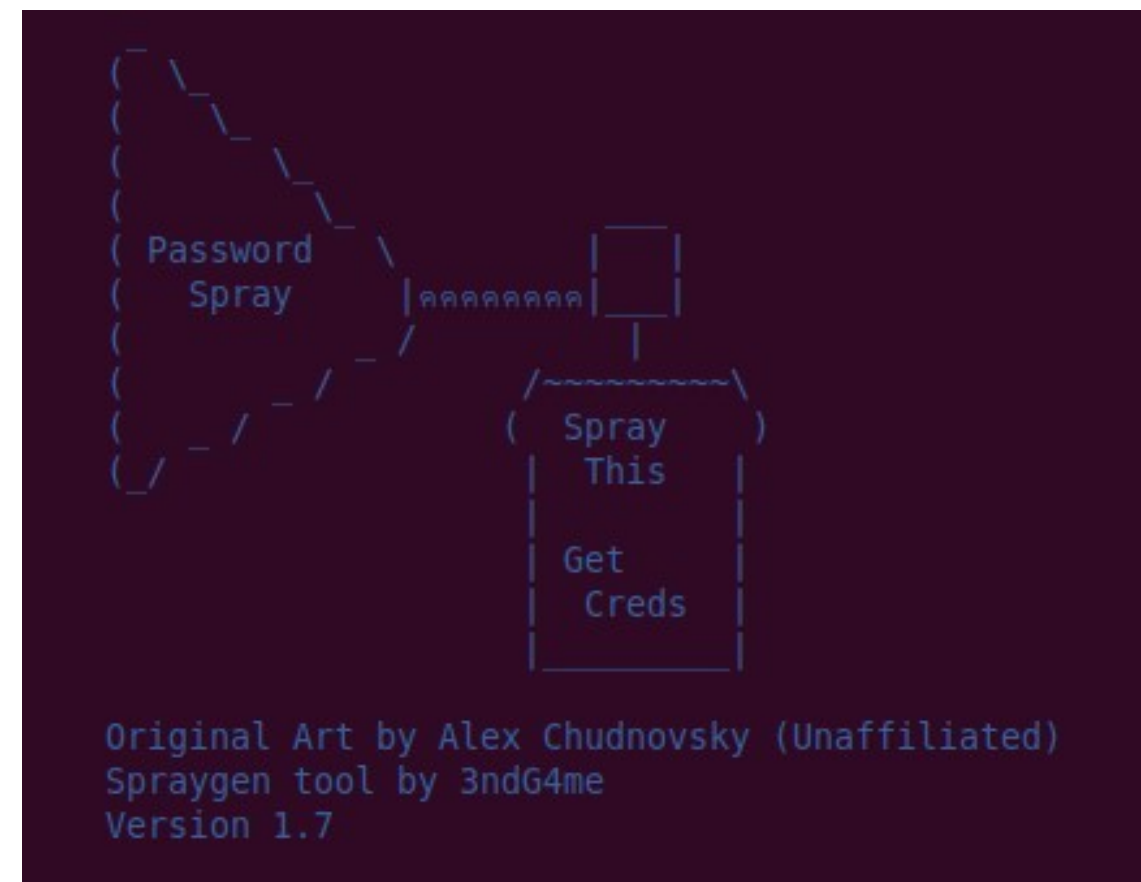 Password
Spray
Spray
This
Get
Creds
Original Art by Alex Chudnovsky (Unaffiliated)
Spraygen tool by 3ndG4me
Version 1.7